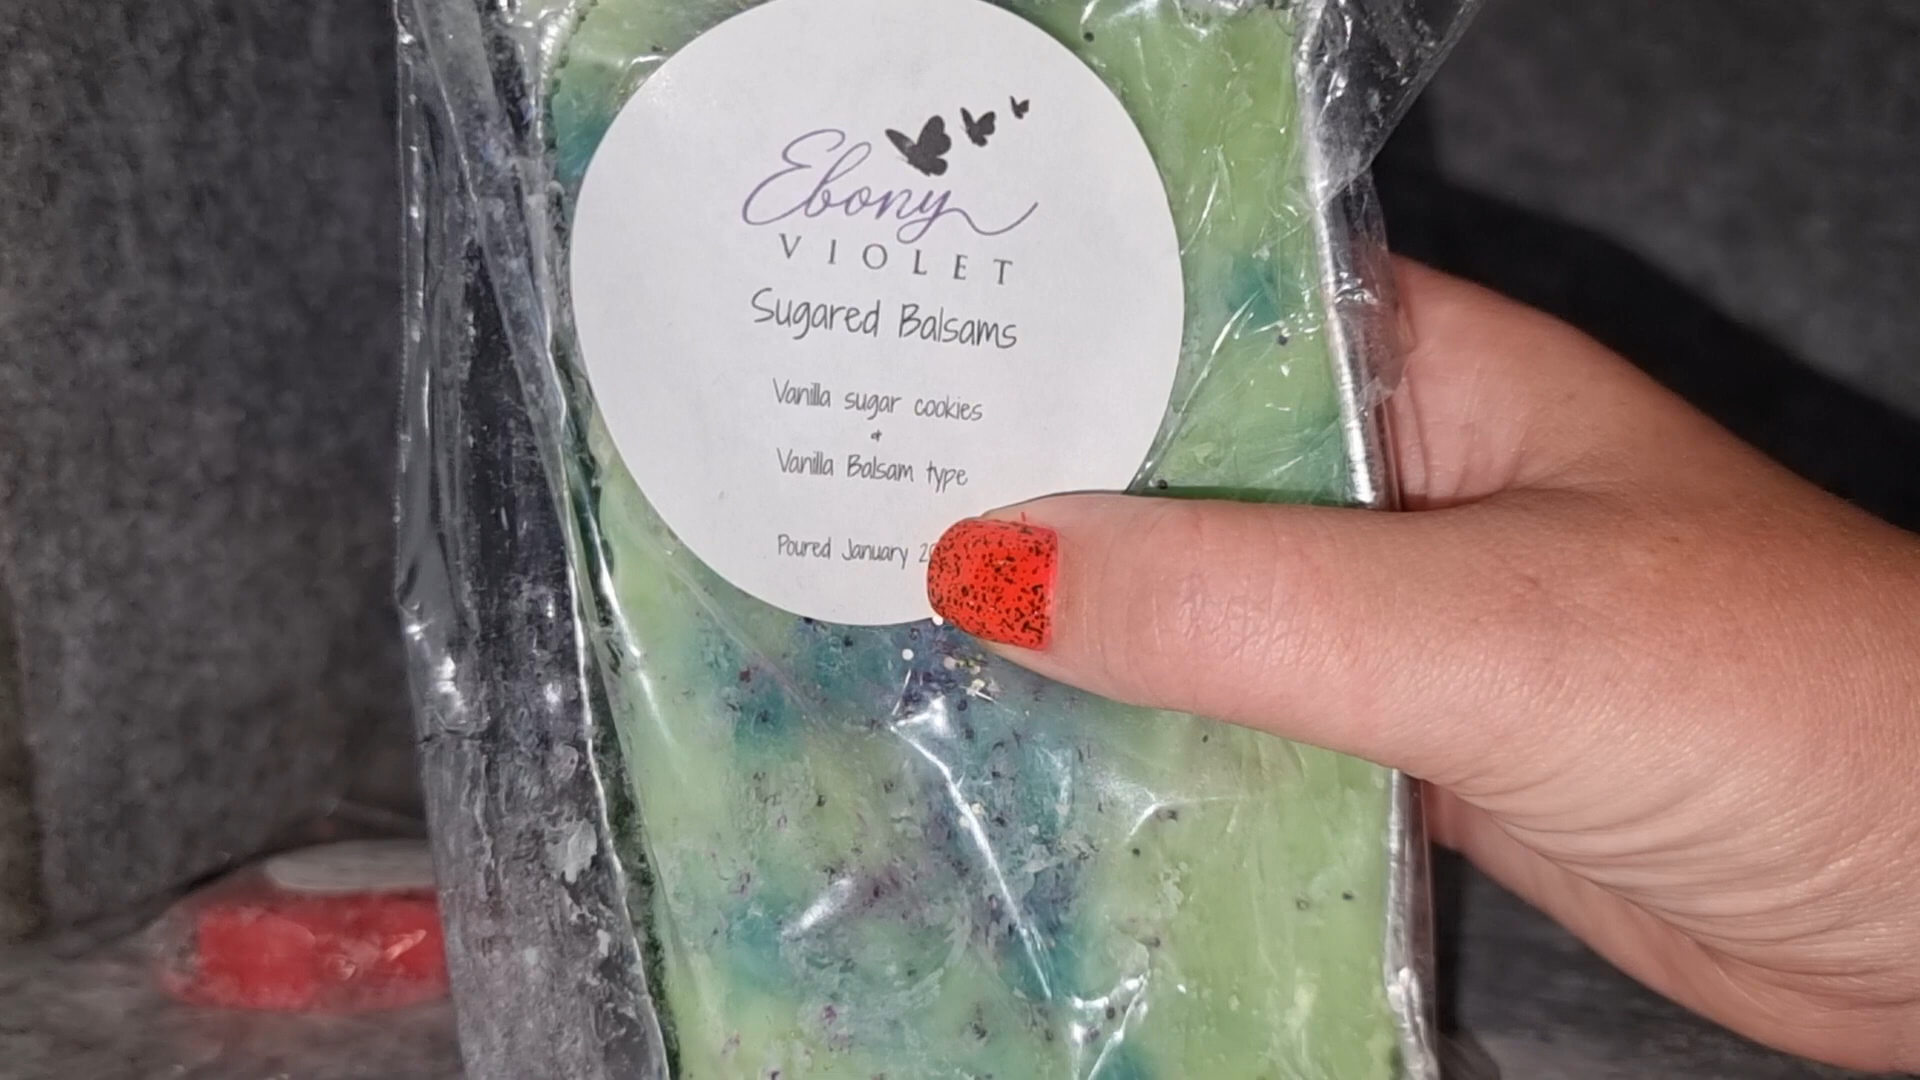 Ebony
VIOLET
Sugared Balsams
Vanilla sugar cookies
&
Vanilla Balsam type
Poured January